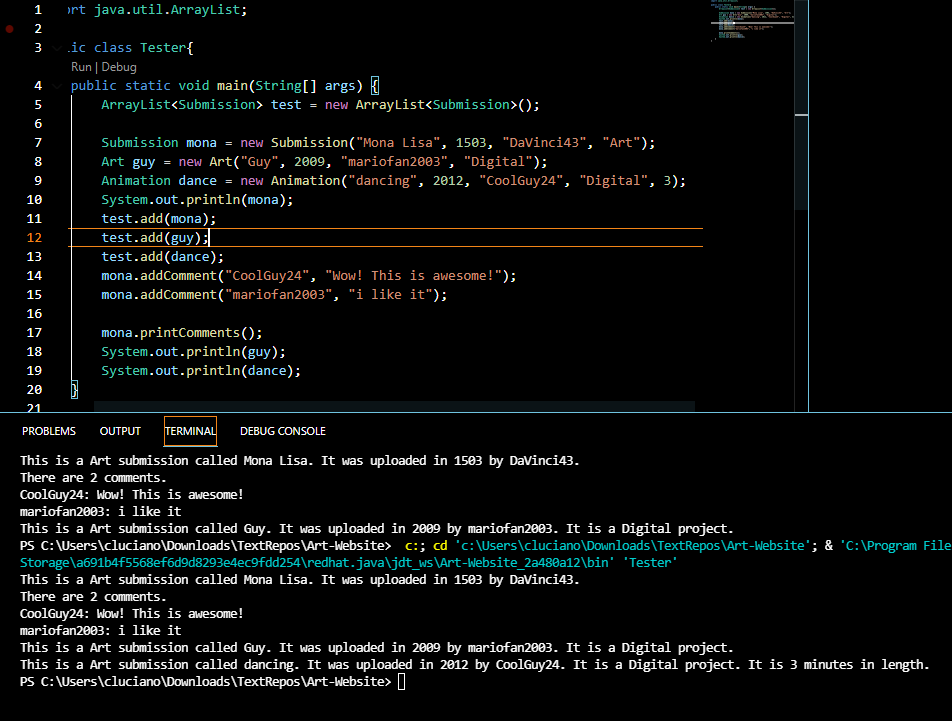 1 ort java.util.ArrayList;
2
3 .ic class Tester{
Run | Debug
4 public static void main(String[] args) {
5 ArrayList<Submission> test = new ArrayList<Submission>();
6
7 Submission mona = new Submission("Mona Lisa", 1503, "DaVinci43", "Art");
8 Art guy = new Art("Guy", 2009, "mariofan2003", "Digital");
9 Animation dance = new Animation("dancing", 2012, "CoolGuy24", "Digital", 3);
10 System.out.println(mona);
11 test.add(mona);
12 test.add(guy);
13 test.add(dance);
14 mona.addComment("CoolGuy24", "Wow! This is awesome!");
15 mona.addComment("mariofan2003", "i like it");
16
17 mona.printComments();
18 System.out.println(guy);
19 System.out.println(dance);
20 }
21
PROBLEMS OUTPUT TERMINAL DEBUG CONSOLE
This is a Art submission called Mona Lisa. It was uploaded in 1503 by DaVinci43.
There are 2 comments.
CoolGuy24: Wow! This is awesome!
mariofan2003: i like it
This is a Art submission called Guy. It was uploaded in 2009 by mariofan2003. It is a Digital project.
PS C:\Users\cluciano\Downloads\TextRepos\Art-Website> c:; cd 'c:\Users\cluciano\Downloads\TextRepos\Art-Website'; & 'C:\Program File
Storage\a691b4f5568ef6d9d8293e4ec9fdd254\redhat.java\jdt_ws\Art-Website_2a480a12\bin' 'Tester'
This is a Art submission called Mona Lisa. It was uploaded in 1503 by DaVinci43.
There are 2 comments.
CoolGuy24: Wow! This is awesome!
mariofan2003: i like it
This is a Art submission called Guy. It was uploaded in 2009 by mariofan2003. It is a Digital project.
This is a Art submission called dancing. It was uploaded in 2012 by CoolGuy24. It is a Digital project. It is 3 minutes in length.
PS C:\Users\cluciano\Downloads\TextRepos\Art-Website>